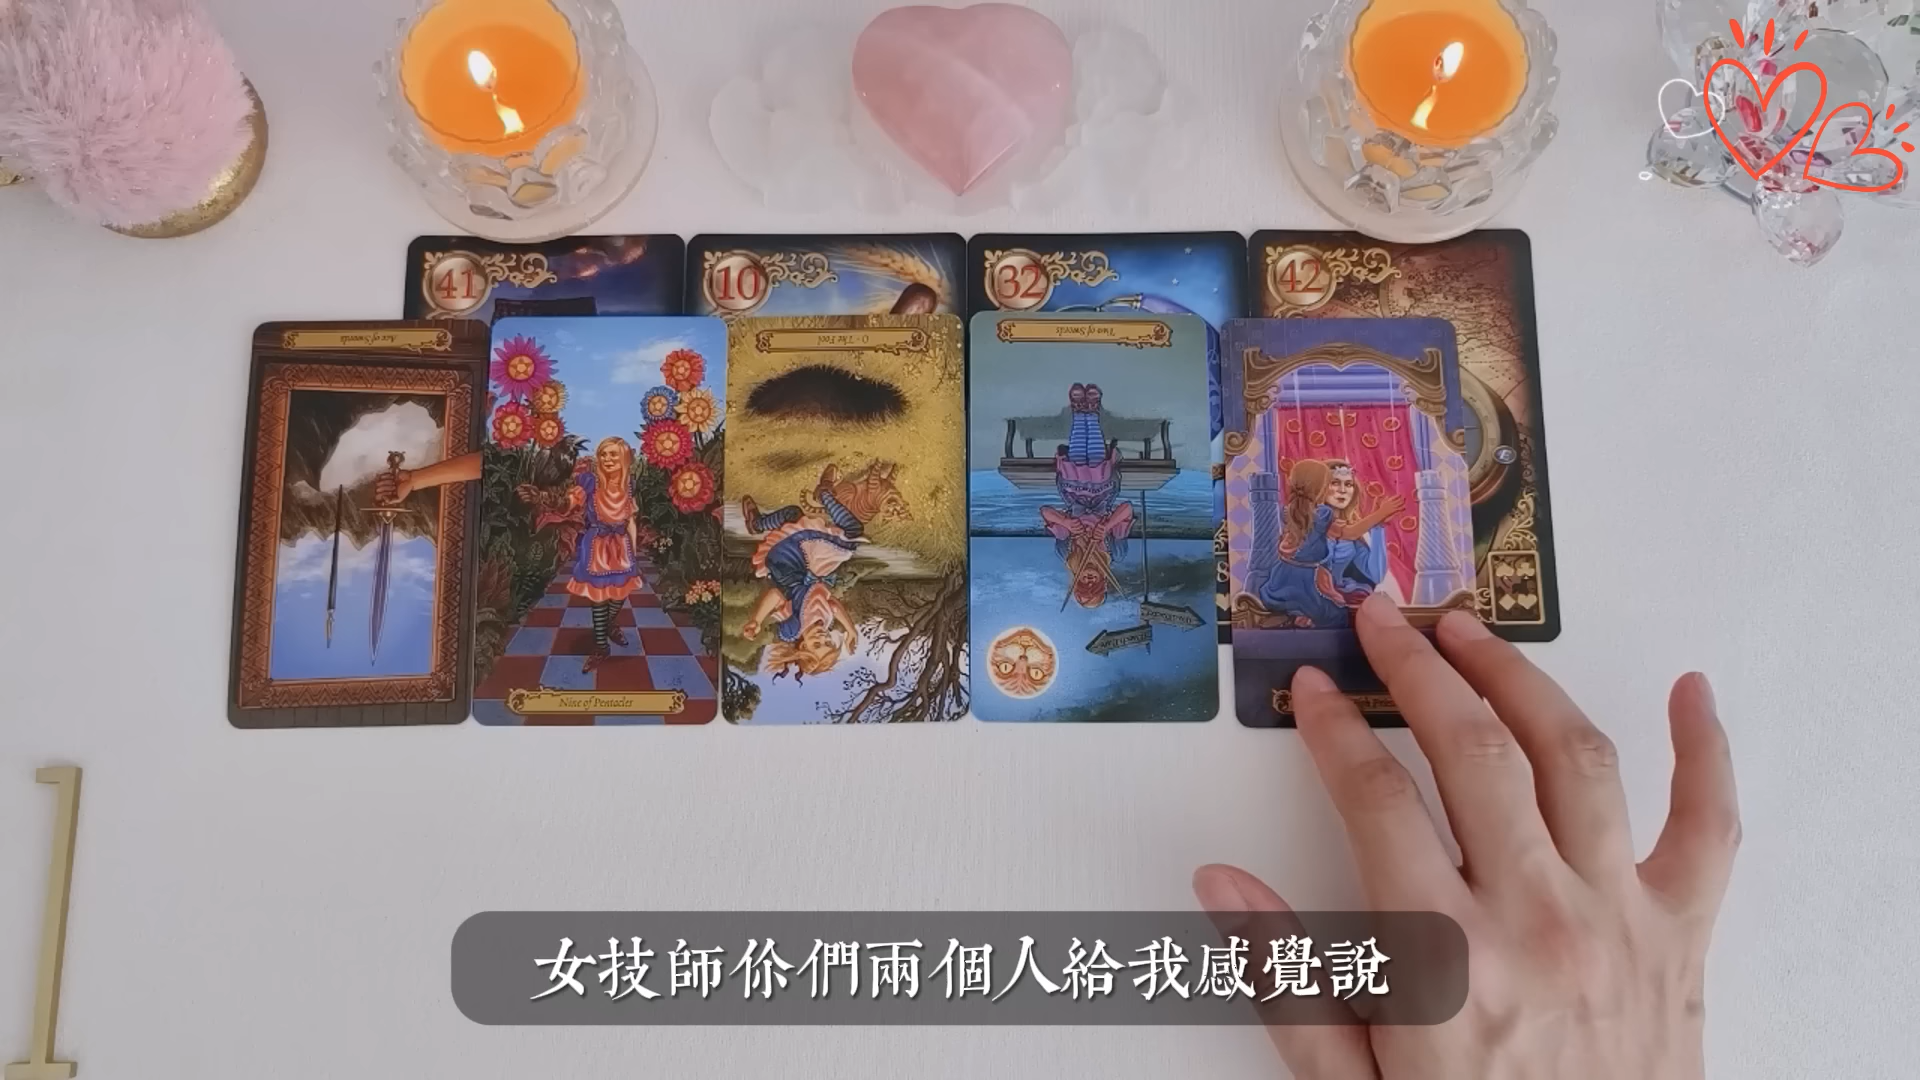 41
10
32
42
Ace of Swords
Nine of Pentacles
0 - The Fool
Two of Swords
女技師你們兩個人給我感覺說